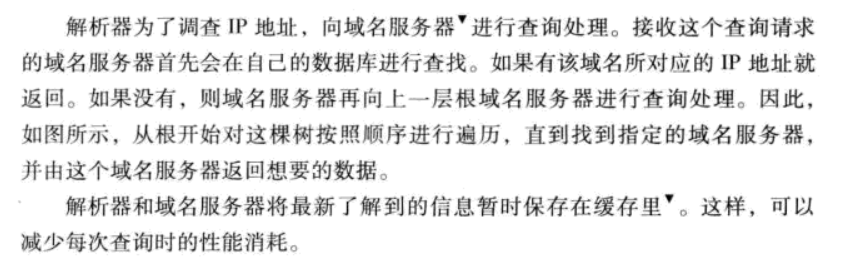 解析器为了调查 IP 地址，向域名服务器▼进行查询处理。接收这个查询请求
的域名服务器首先会在自己的数据库进行查找。如果有该域名所对应的 IP 地址就
返回。如果没有，则域名服务器再向上一层根域名服务器进行查询处理。因此，
如图所示，从根开始对这棵树按照顺序进行遍历，直到找到指定的域名服务器，
并由这个域名服务器返回想要的数据。
解析器和域名服务器将最新了解到的信息暂时保存在缓存里▼。这样，可以
减少每次查询时的性能消耗。